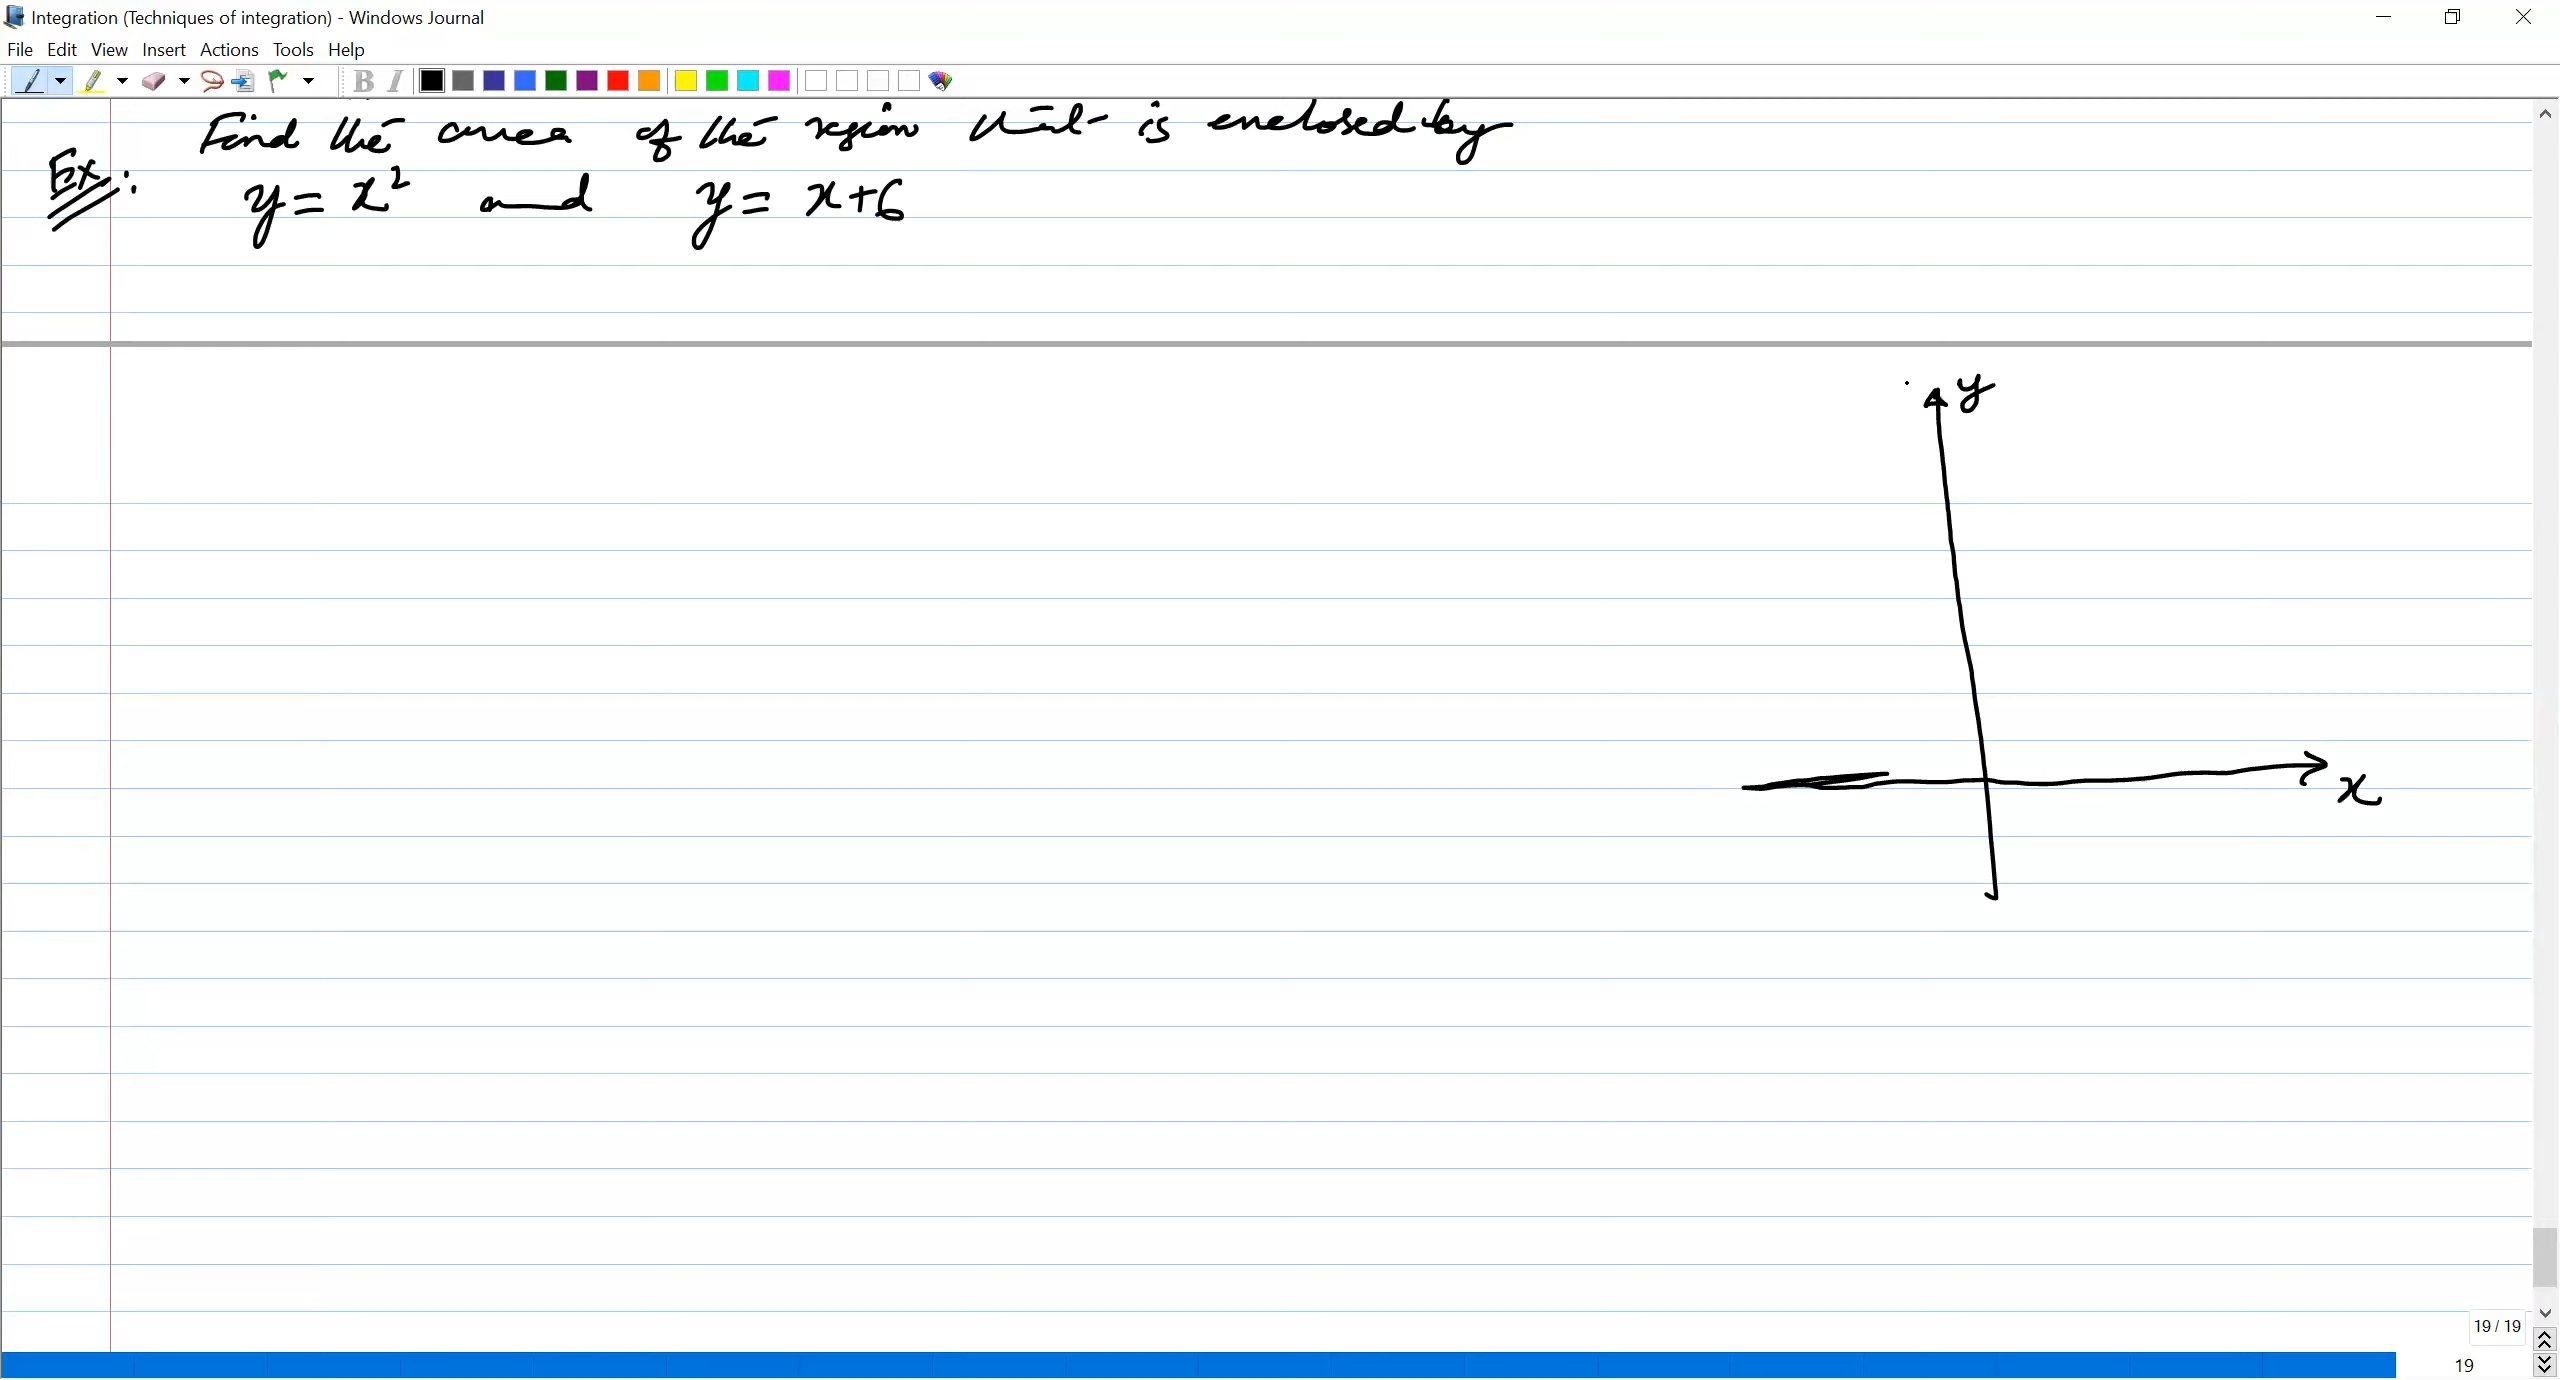 Integration (Techniques of integration) - Windows Journal
File Edit View Insert Actions Tools Help
B I
Find the area of the region that is enclosed by
Ex: y = x² and y = x+6
y
x
19 / 19
19